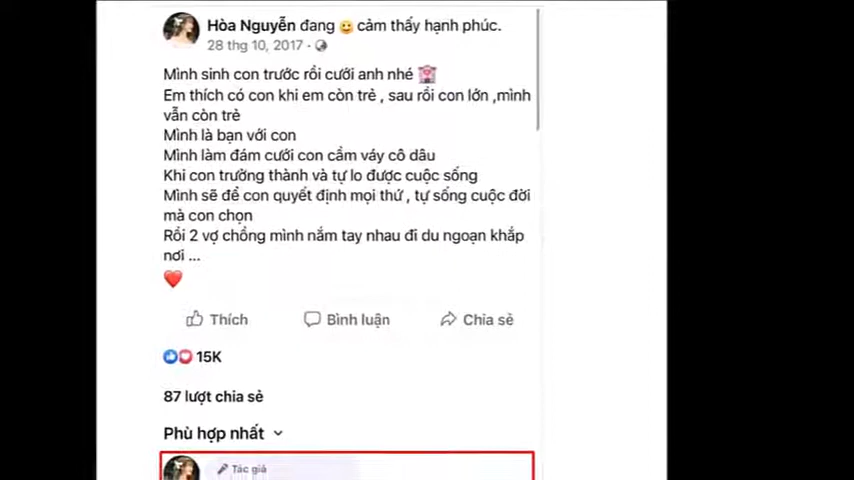 Hòa Nguyễn đang 🙂 cảm thấy hạnh phúc.
28 thg 10, 2017 ·
Mình sinh con trước rồi cưới anh nhé 💒
Em thích có con khi em còn trẻ , sau rồi con lớn ,mình
vẫn còn trẻ
Mình là bạn với con
Mình làm đám cưới con cầm váy cô dâu
Khi con trưởng thành và tự lo được cuộc sống
Mình sẽ để con quyết định mọi thứ , tự sống cuộc đời
mà con chọn
Rồi 2 vợ chồng mình nắm tay nhau đi du ngoạn khắp
nơi ...
❤️
Thích Bình luận Chia sẻ
15K
87 lượt chia sẻ
Phù hợp nhất
Tác giả